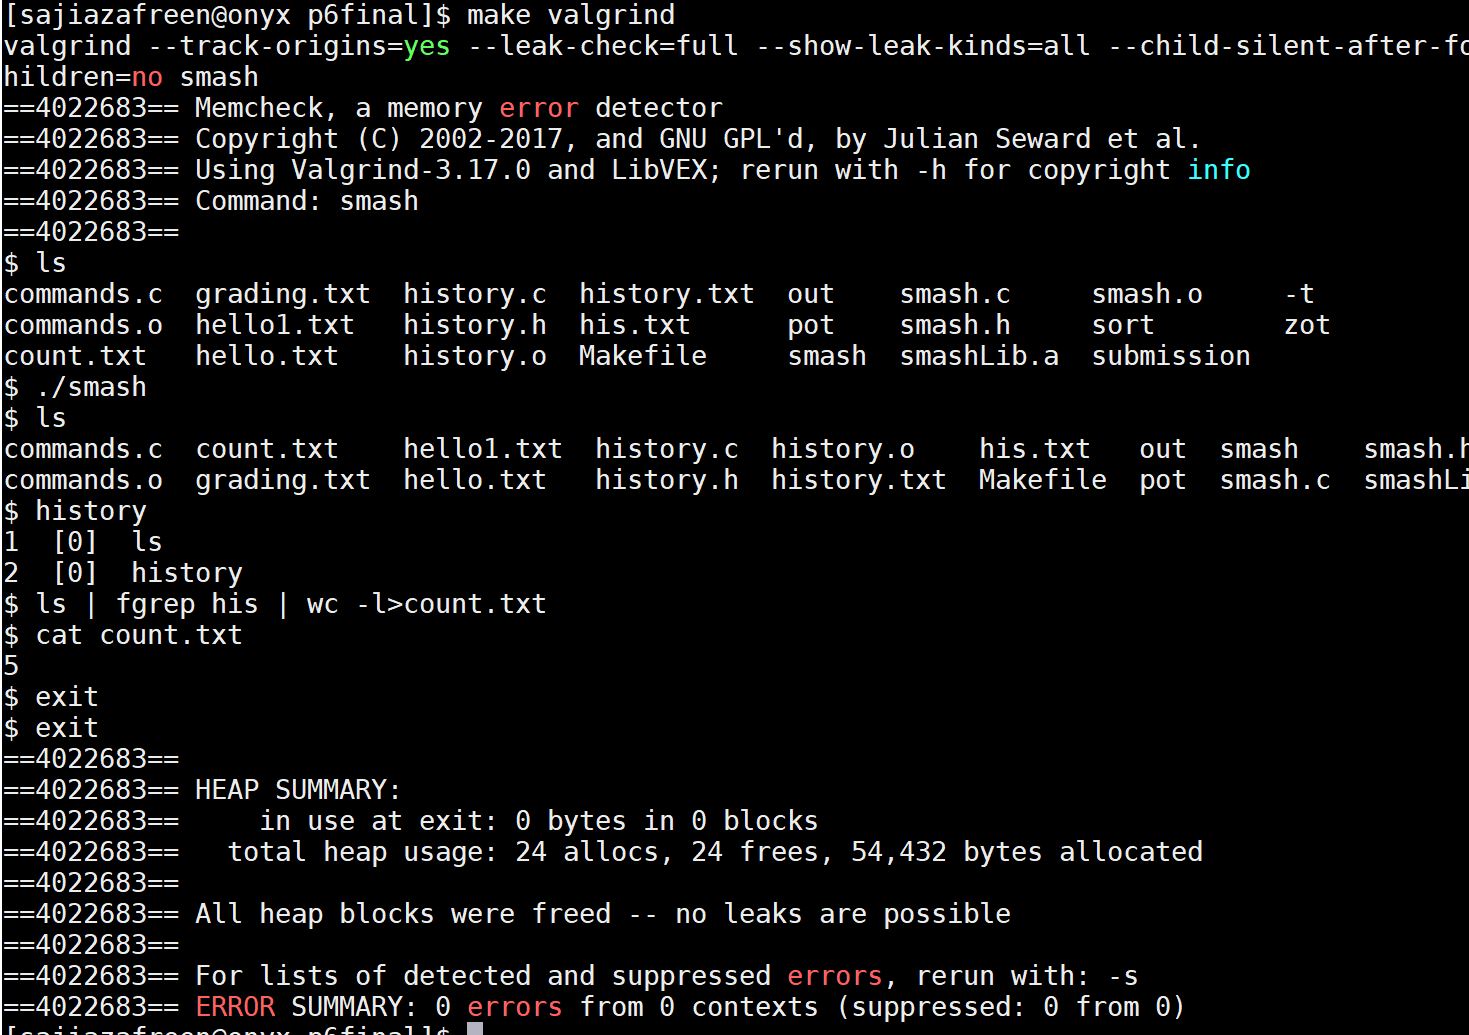 [sajiazafreen@onyx p6final]$ make valgrind
valgrind --track-origins=yes --leak-check=full --show-leak-kinds=all --child-silent-after-fo
hildren=no smash
==4022683== Memcheck, a memory error detector
==4022683== Copyright (C) 2002-2017, and GNU GPL'd, by Julian Seward et al.
==4022683== Using Valgrind-3.17.0 and LibVEX; rerun with -h for copyright info
==4022683== Command: smash
==4022683==
$ ls
commands.c  grading.txt  history.c  history.txt  out    smash.c     smash.o     -t
commands.o  hello1.txt   history.h  his.txt      pot    smash.h     sort        zot
count.txt   hello.txt    history.o  Makefile     smash  smashLib.a  submission
$ ./smash
$ ls
commands.c  count.txt    hello1.txt  history.c  history.o    his.txt   out  smash    smash.h
commands.o  grading.txt  hello.txt   history.h  history.txt  Makefile  pot  smash.c  smashLi
$ history
1  [0]  ls
2  [0]  history
$ ls | fgrep his | wc -l>count.txt
$ cat count.txt
5
$ exit
$ exit
==4022683==
==4022683== HEAP SUMMARY:
==4022683==     in use at exit: 0 bytes in 0 blocks
==4022683==   total heap usage: 24 allocs, 24 frees, 54,432 bytes allocated
==4022683==
==4022683== All heap blocks were freed -- no leaks are possible
==4022683==
==4022683== For lists of detected and suppressed errors, rerun with: -s
==4022683== ERROR SUMMARY: 0 errors from 0 contexts (suppressed: 0 from 0)
[sajiazafreen@onyx p6final]$